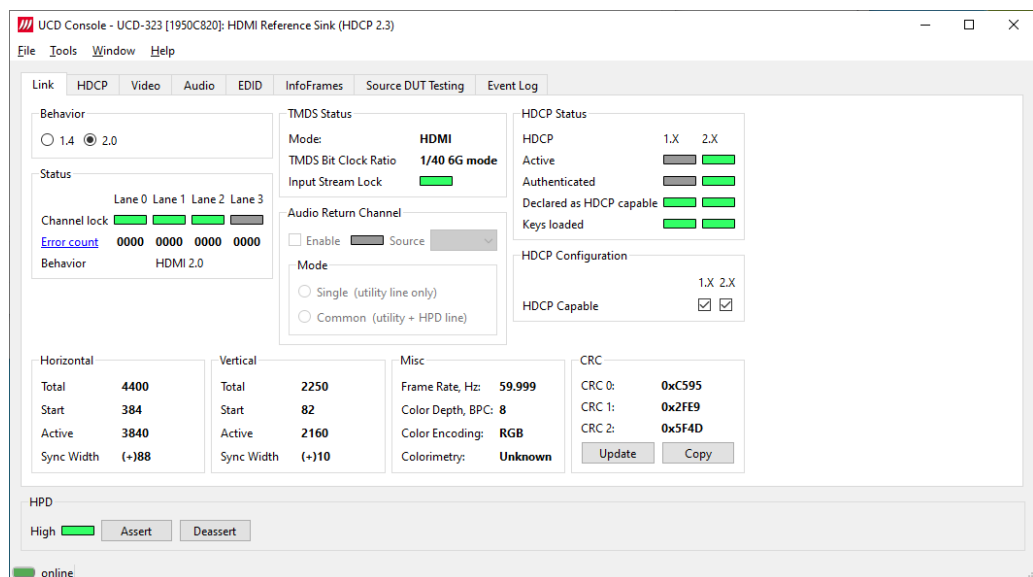 UCD Console - UCD-323 [1950C820]: HDMI Reference Sink (HDCP 2.3)
File Tools Window Help
Link HDCP Video Audio EDID InfoFrames Source DUT Testing Event Log
Behavior
1.4 2.0
Status
Lane 0 Lane 1 Lane 2 Lane 3
Channel lock
Error count 0000 0000 0000 0000
Behavior HDMI 2.0
TMDS Status
Mode: HDMI
TMDS Bit Clock Ratio 1/40 6G mode
Input Stream Lock
Audio Return Channel
Enable Source
Mode
Single (utility line only)
Common (utility + HPD line)
HDCP Status
HDCP 1.X 2.X
Active
Authenticated
Declared as HDCP capable
Keys loaded
HDCP Configuration
1.X 2.X
HDCP Capable
Horizontal
Total 4400
Start 384
Active 3840
Sync Width (+)88
Vertical
Total 2250
Start 82
Active 2160
Sync Width (+)10
Misc
Frame Rate, Hz: 59.999
Color Depth, BPC: 8
Color Encoding: RGB
Colorimetry: Unknown
CRC
CRC 0: 0xC595
CRC 1: 0x2FE9
CRC 2: 0x5F4D
Update Copy
HPD
High Assert Deassert
online